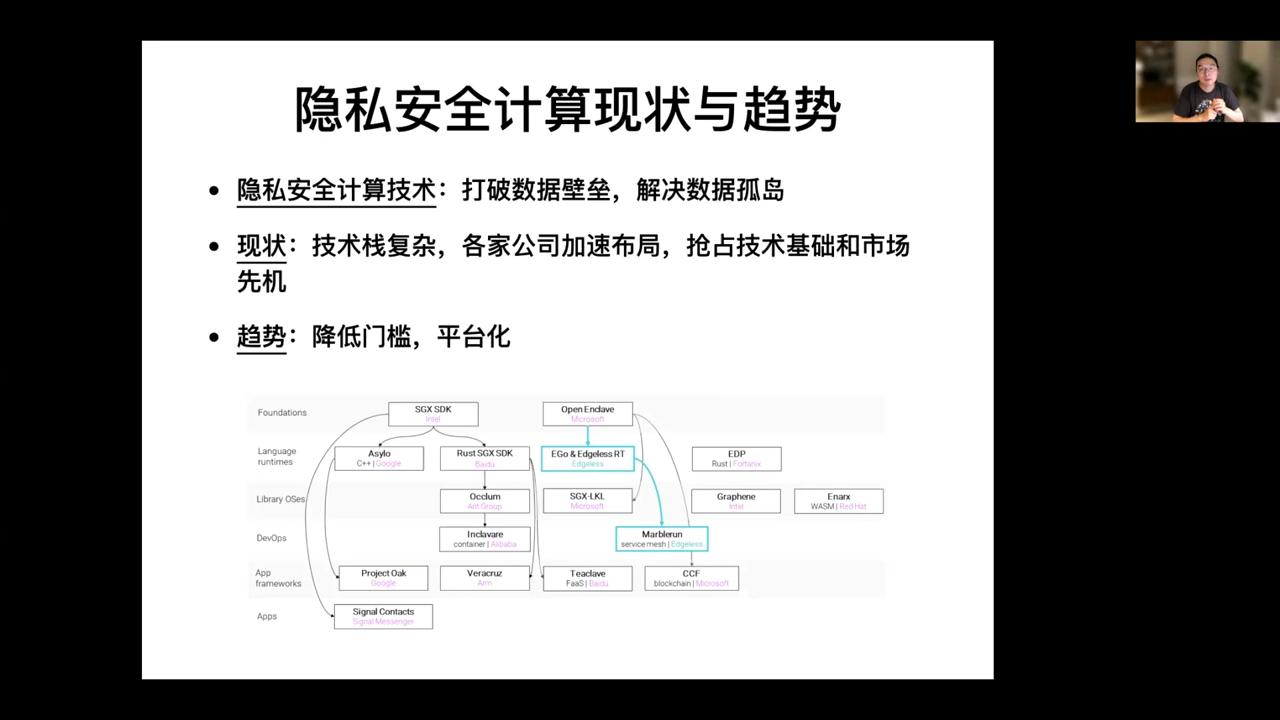 隐私安全计算现状与趋势
• 隐私安全计算技术：打破数据壁垒，解决数据孤岛
• 现状：技术栈复杂，各家公司加速布局，抢占技术基础和市场
先机
• 趋势：降低门槛，平台化
Foundations
SGX SDK
Intel
Open Enclave
Microsoft
Language
runtimes
Asylo
C++ | Google
Rust SGX SDK
Baidu
EGo & Edgeless RT
Edgeless
EDP
Rust | Fortanix
Library OSes
Occlum
Ant Group
SGX-LKL
Microsoft
Graphene
Intel
Enarx
WASM | Red Hat
DevOps
Inclavare
container | Alibaba
Marblerun
service mesh | Edgeless
App
frameworks
Project Oak
Google
Veracruz
Arm
Teaclave
FaaS | Baidu
CCF
blockchain | Microsoft
Apps
Signal Contacts
Signal Messenger